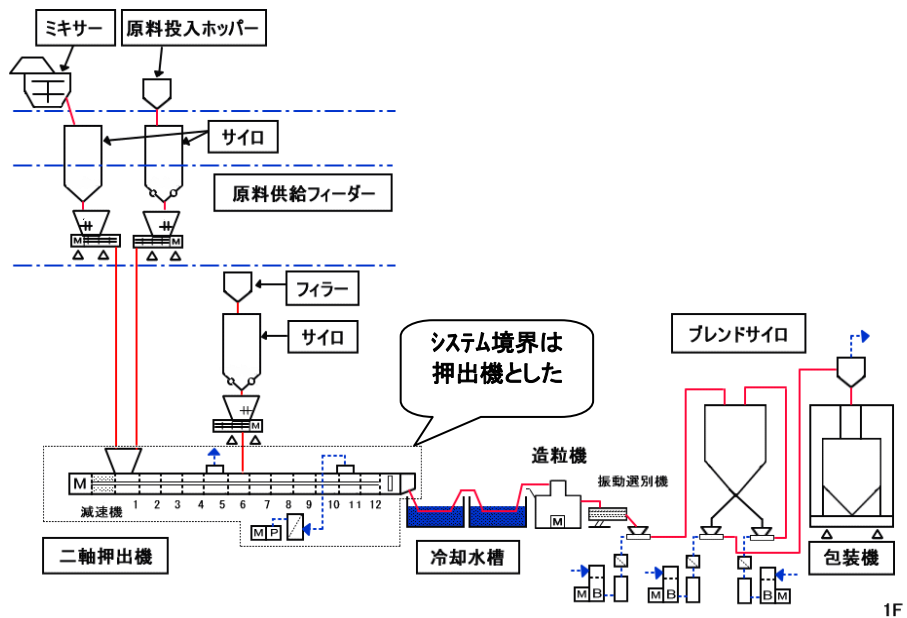 ミキサー
原料投入ホッパー
サイロ
原料供給フィーダー
M
M
フィラー
サイロ
M
システム境界は
押出機とした
ブレンドサイロ
M
減速機
1 2 3 4 5 6 7 8 9 10 11 12
M P
二軸押出機
冷却水槽
造粒機
M
振動選別機
M B
M B
B M
包装機
1F